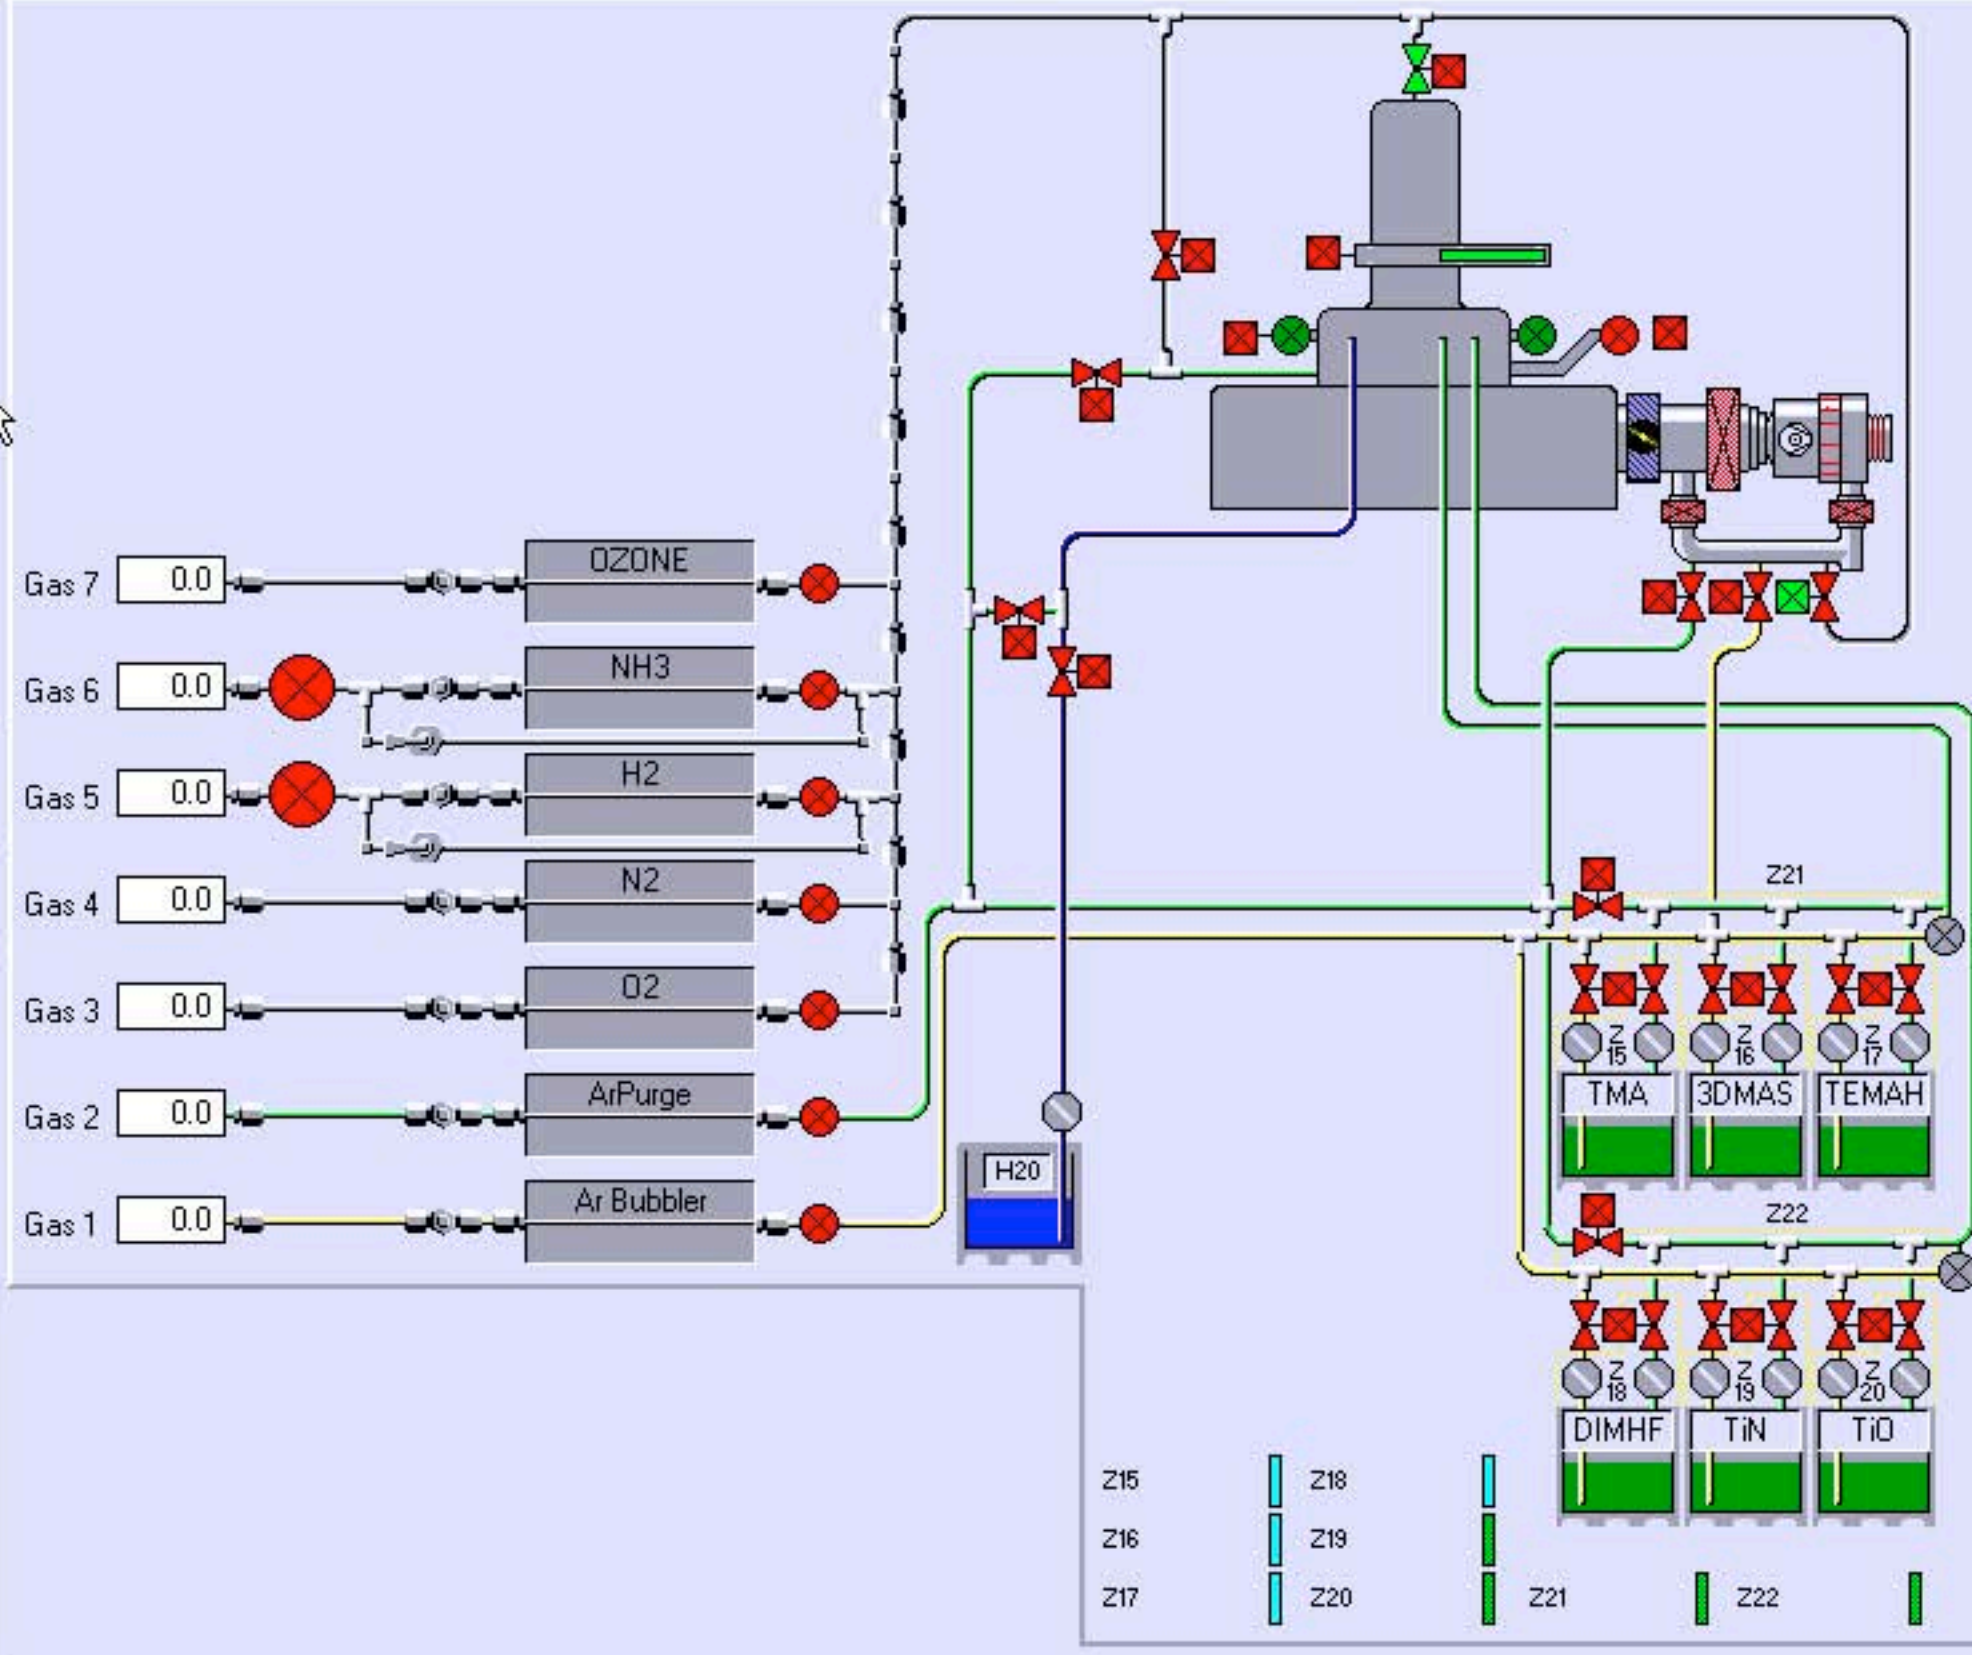 Gas 7 0.0 OZONE
Gas 6 0.0 NH3
Gas 5 0.0 H2
Gas 4 0.0 N2
Gas 3 0.0 O2
Gas 2 0.0 ArPurge
Gas 1 0.0 Ar Bubbler
H20
Z21
Z 15 Z 16 Z 17
TMA 3DMAS TEMAH
Z22
Z 18 Z 19 Z 20
DIMHF TiN TiO
Z15 Z18
Z16 Z19
Z17 Z20 Z21 Z22